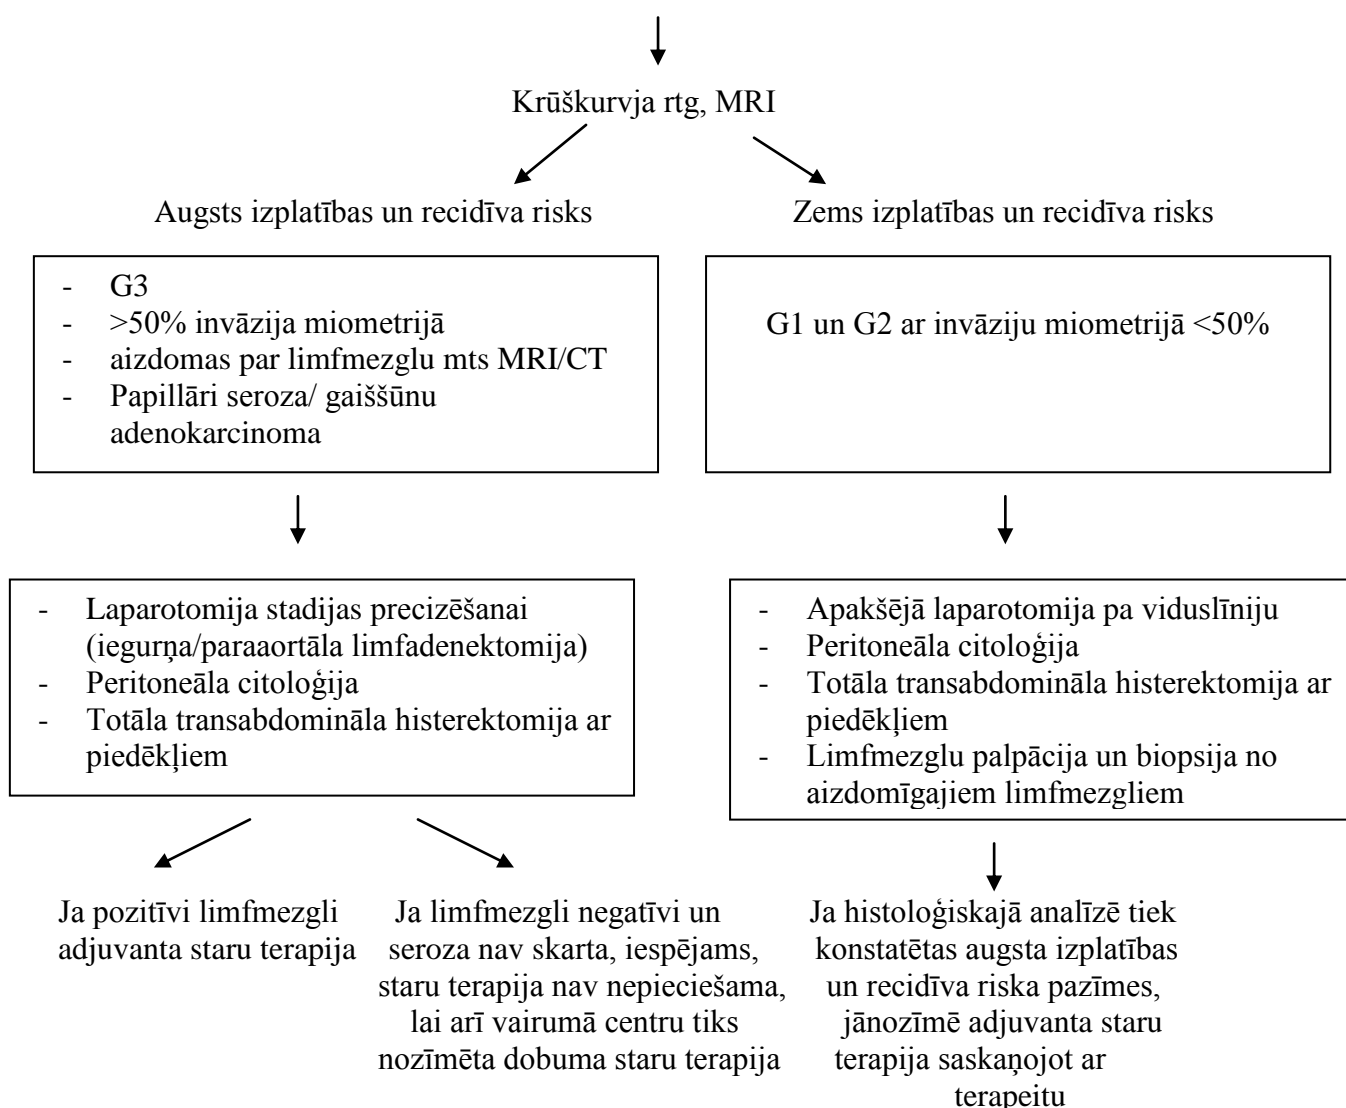 Krūškurvja rtg, MRI
Augsts izplatības un recidīva risks
Zems izplatības un recidīva risks
- G3
- >50% invāzija miometrijā
- aizdomas par limfmezglu mts MRI/CT
- Papillāri seroza/ gaiššūnu
adenokarcinoma
G1 un G2 ar invāziju miometrijā <50%
- Laparotomija stadijas precizēšanai
(iegurņa/paraaortāla limfadenektomija)
- Peritoneāla citoloģija
- Totāla transabdomināla histerektomija ar
piedēkļiem
- Apakšējā laparotomija pa viduslīniju
- Peritoneāla citoloģija
- Totāla transabdomināla histerektomija ar
piedēkļiem
- Limfmezglu palpācija un biopsija no
aizdomīgajiem limfmezgliem
Ja pozitīvi limfmezgli
adjuvanta staru terapija
Ja limfmezgli negatīvi un
seroza nav skarta, iespējams,
staru terapija nav nepieciešama,
lai arī vairumā centru tiks
nozīmēta dobuma staru terapija
Ja histoloģiskajā analīzē tiek
konstatētas augsta izplatības
un recidīva riska pazīmes,
jānozīmē adjuvanta staru
terapija saskaņojot ar
terapeitu